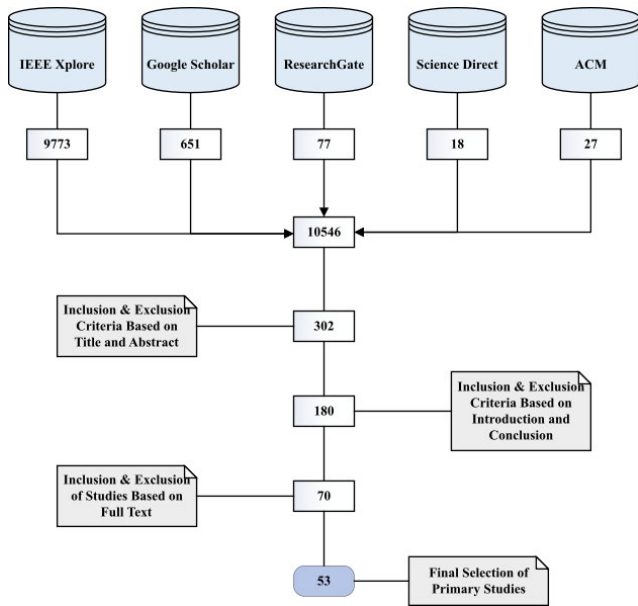 IEEE Xplore
Google Scholar
ResearchGate
Science Direct
ACM
9773
651
77
18
27
10546
Inclusion & Exclusion
Criteria Based on
Title and Abstract
302
180
Inclusion & Exclusion
Criteria Based on
Introduction and
Conclusion
Inclusion & Exclusion
of Studies Based on
Full Text
70
53
Final Selection of
Primary Studies